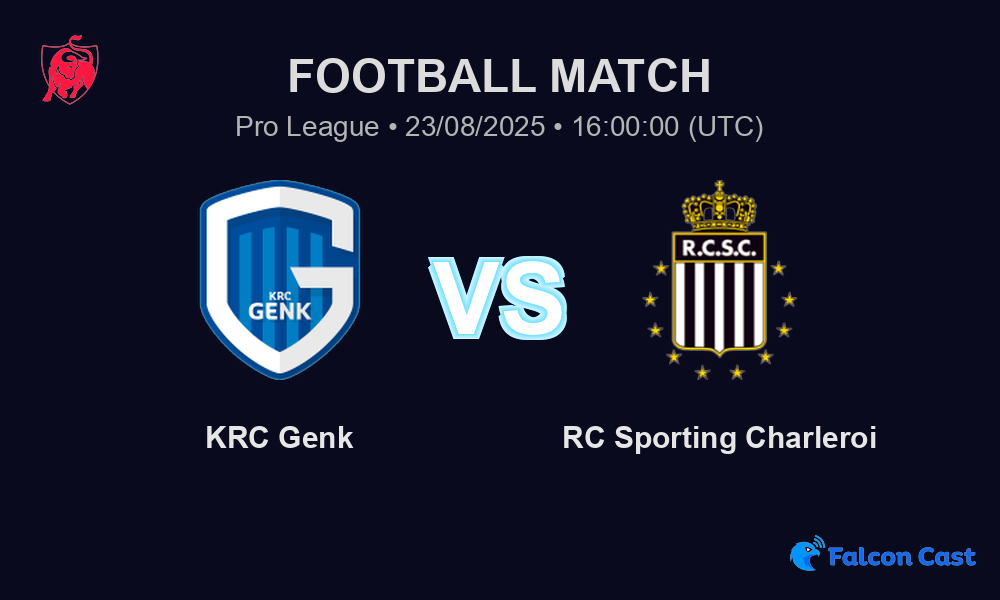 FOOTBALL MATCH
Pro League • 23/08/2025 • 16:00:00 (UTC)
KRC
GENK
VS
R.C.S.C.
KRC Genk
RC Sporting Charleroi
Falcon Cast